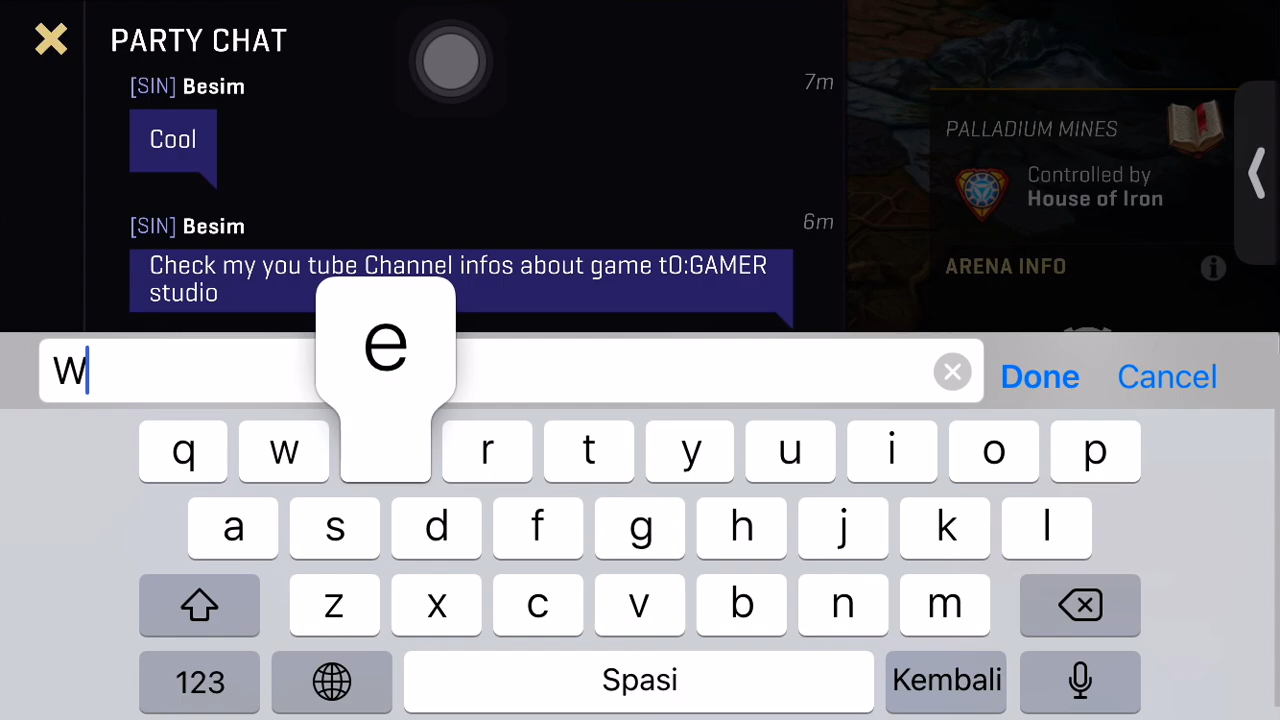 PARTY CHAT
[SIN] Besim
7m
Cool
[SIN] Besim
6m
Check my you tube Channel infos about game tO:GAMER
studio
PALLADIUM MINES
Controlled by
House of Iron
ARENA INFO
i
W
Done
Cancel
e
q w r t y u i o p
a s d f g h j k l
z x c v b n m
123
Spasi
Kembali